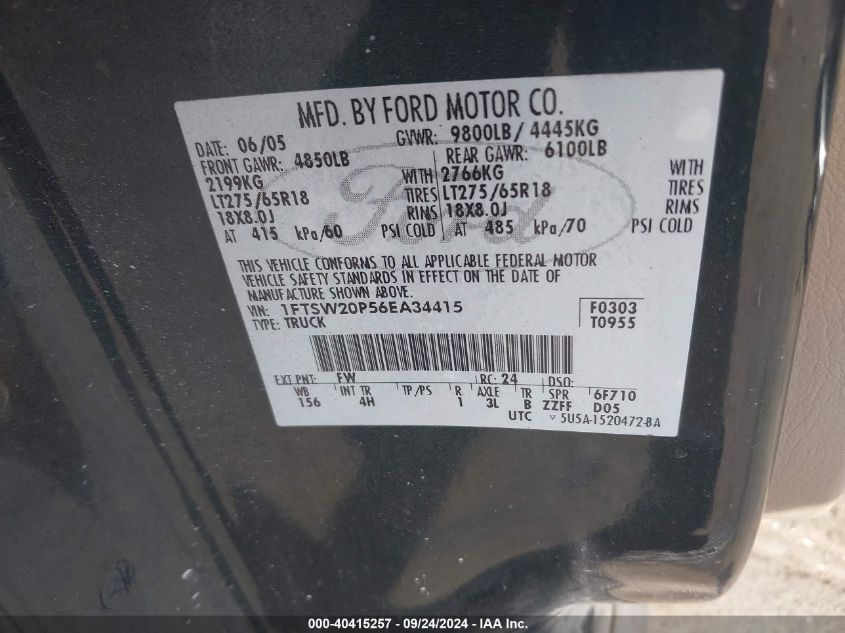 MFD. BY FORD MOTOR CO.
DATE: 06/05 GVWR: 9800LB/ 4445KG
FRONT GAWR: 4850LB REAR GAWR: 6100LB
2199KG WITH 2766KG WITH
LT275/65R18 TIRES LT275/65R18 TIRES
18X8.0J RIMS 18X8.0J RIMS
AT 415 kPa/60 PSI COLD AT 485 kPa/70 PSI COLD
Ford
THIS VEHICLE CONFORMS TO ALL APPLICABLE FEDERAL MOTOR
VEHICLE SAFETY STANDARDS IN EFFECT ON THE DATE OF
MANUFACTURE SHOWN ABOVE.
VIN: 1FTSW20P56EA34415 F0303
TYPE: TRUCK T0955
EXT PNT: FW RC: 24 DSO:
WB INT TR TP/PS R AXLE TR SPR 6F710
156 4H 1 3L B ZZFF D05
UTC 5U5A-1520472-BA
000-40415257 - 09/24/2024 - IAA Inc.